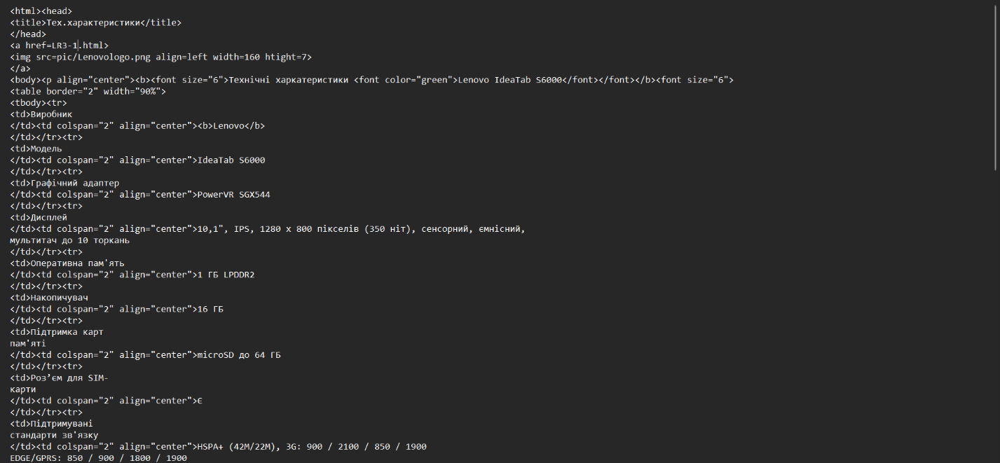 <html><head>
<title>Тех.характеристики</title>
</head>
<a href=LR3-1.html>
<img src=pic/Lenovologo.png align=left width=160 htight=7>
</a>
<body><p align="center"><b><font size="6">Технічні харкатеристики <font color="green">Lenovo IdeaTab S6000</font></font></b><font size="6">
<table border="2" width="90%">
<tbody><tr>
<td>Виробник
</td><td colspan="2" align="center"><b>Lenovo</b>
</td></tr><tr>
<td>Модель
</td><td colspan="2" align="center">IdeaTab S6000
</td></tr><tr>
<td>Графічний адаптер
</td><td colspan="2" align="center">PowerVR SGX544
</td></tr><tr>
<td>Дисплей
</td><td colspan="2" align="center">10,1", IPS, 1280 x 800 пікселів (350 ніт), сенсорний, ємнісний,
мультитач до 10 торкань
</td></tr><tr>
<td>Оперативна пам'ять
</td><td colspan="2" align="center">1 ГБ LPDDR2
</td></tr><tr>
<td>Накопичувач
</td><td colspan="2" align="center">16 ГБ
</td></tr><tr>
<td>Підтримка карт
пам'яті
</td><td colspan="2" align="center">microSD до 64 ГБ
</td></tr><tr>
<td>Роз’єм для SIM-
карти
</td><td colspan="2" align="center">Є
</td></tr><tr>
<td>Підтримувані
стандарти зв'язку
</td><td colspan="2" align="center">HSPA+ (42M/22M), 3G: 900 / 2100 / 850 / 1900
EDGE/GPRS: 850 / 900 / 1800 / 1900